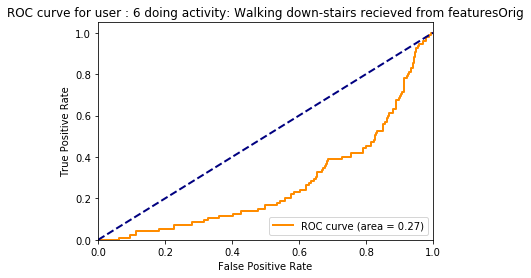 ROC curve for user : 6 doing activity: Walking down-stairs recieved from featuresOrig
1.0
0.8
0.6
0.4
0.2
0.0
True Positive Rate
ROC curve (area = 0.27)
0.0 0.2 0.4 0.6 0.8 1.0
False Positive Rate